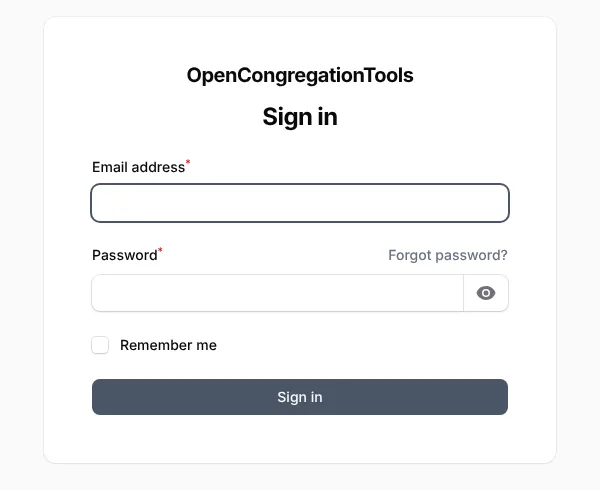 OpenCongregationTools
Sign in
Email address*
Password*
Forgot password?
Remember me
Sign in